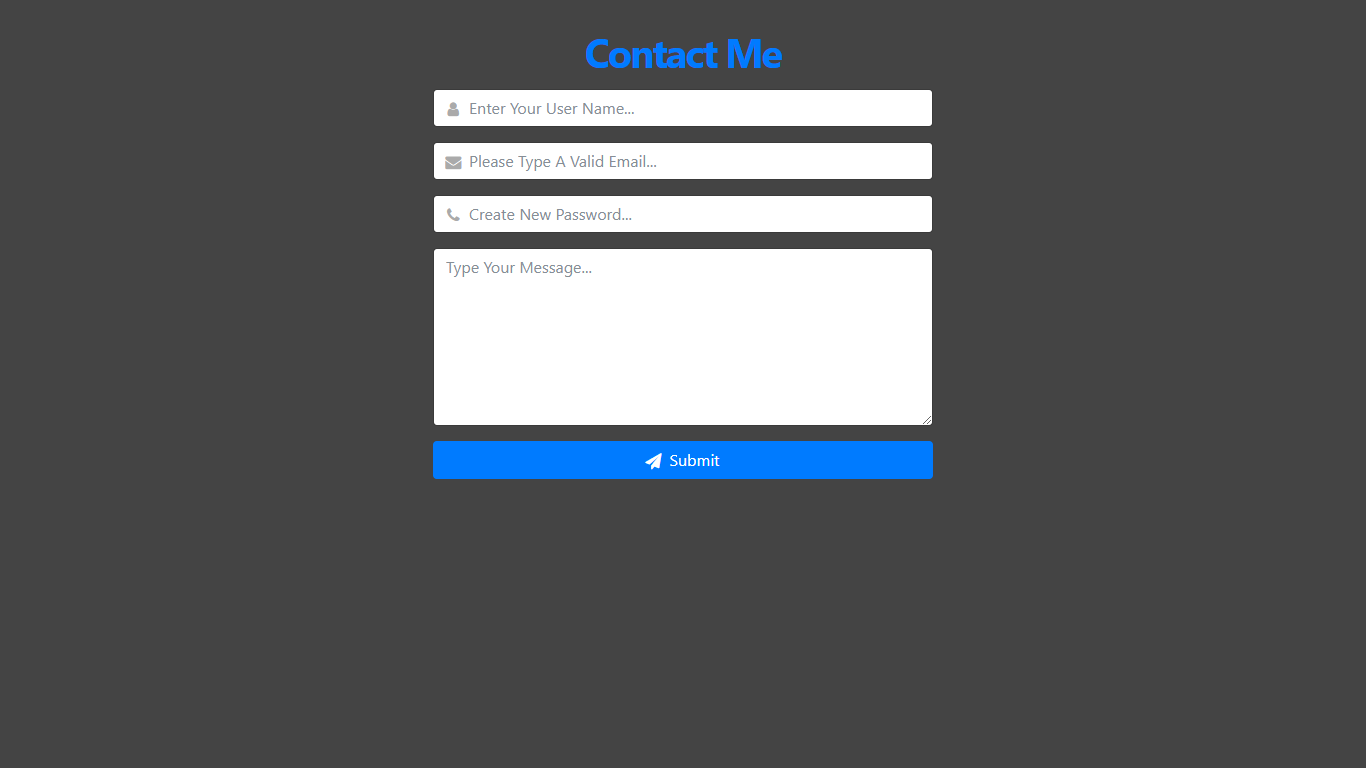 Contact Me
Enter Your User Name...
Please Type A Valid Email...
Create New Password...
Type Your Message...
Submit